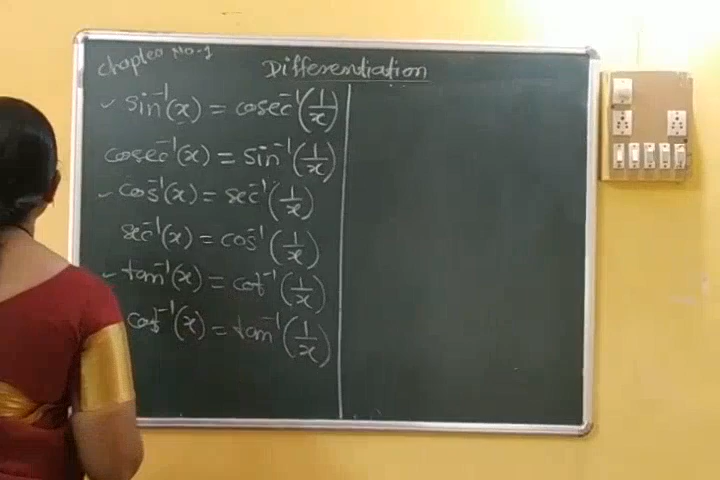 Chapter No-1
Differentiation
✓ sin⁻¹(x) = cosec⁻¹(1/x)
cosec⁻¹(x) = sin⁻¹(1/x)
✓ cos⁻¹(x) = sec⁻¹(1/x)
sec⁻¹(x) = cos⁻¹(1/x)
✓ tan⁻¹(x) = cot⁻¹(1/x)
cot⁻¹(x) = tan⁻¹(1/x)